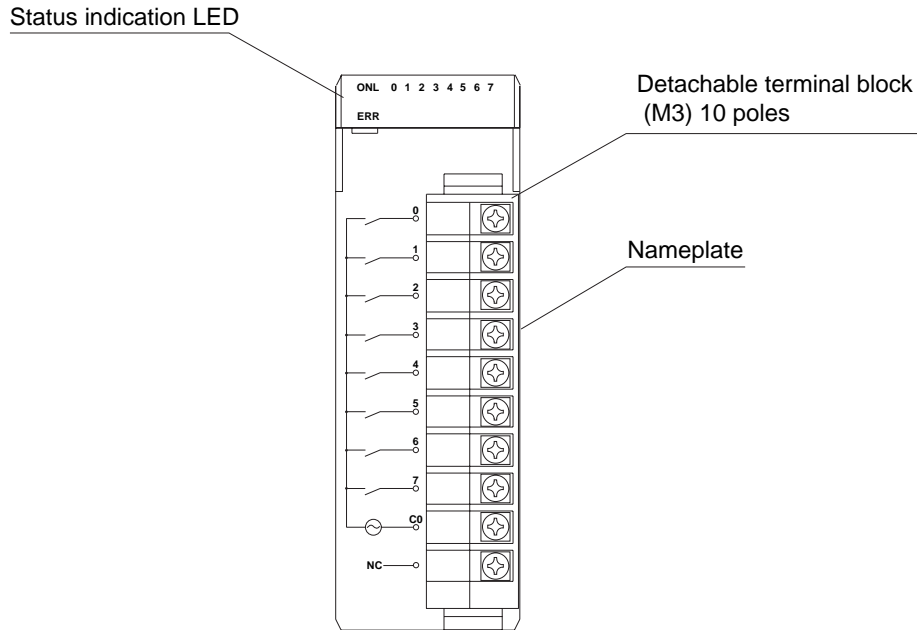 Status indication LED
ONL 0 1 2 3 4 5 6 7
ERR
Detachable terminal block
(M3) 10 poles
Nameplate
0
1
2
3
4
5
6
7
C0
NC